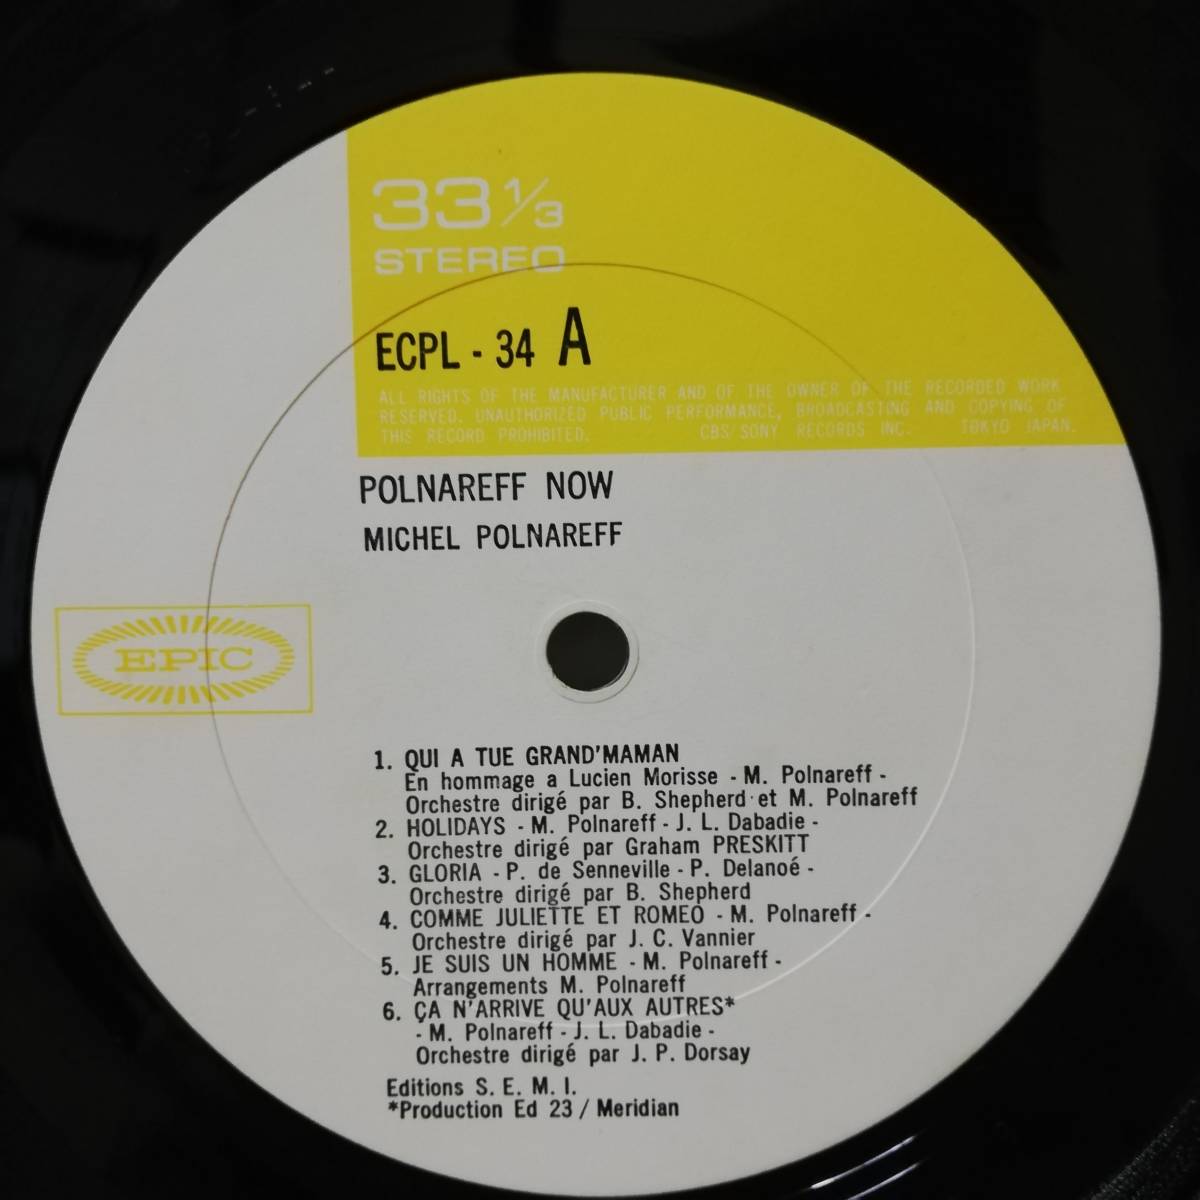 33 1/3
STEREO
ECPL - 34 A
ALL RIGHTS OF THE MANUFACTURER AND OF THE OWNER OF THE RECORDED WORK
RESERVED. UNAUTHORIZED PUBLIC PERFORMANCE, BROADCASTING AND COPYING OF
THIS RECORD PROHIBITED. CBS/SONY RECORDS INC. TOKYO JAPAN.
POLNAREFF NOW
MICHEL POLNAREFF
EPIC
1. QUI A TUE GRAND'MAMAN
En hommage a Lucien Morisse - M. Polnareff -
Orchestre dirigé par B. Shepherd et M. Polnareff
2. HOLIDAYS - M. Polnareff - J. L. Dabadie -
Orchestre dirigé par Graham PRESKITT
3. GLORIA - P. de Senneville - P. Delanoé -
Orchestre dirigé par B. Shepherd
4. COMME JULIETTE ET ROMEO - M. Polnareff -
Orchestre dirigé par J. C. Vannier
5. JE SUIS UN HOMME - M. Polnareff -
Arrangements M. Polnareff
6. ÇA N'ARRIVE QU'AUX AUTRES*
- M. Polnareff - J. L. Dabadie -
Orchestre dirigé par J. P. Dorsay
Editions S. E. M. I.
*Production Ed 23 / Meridian